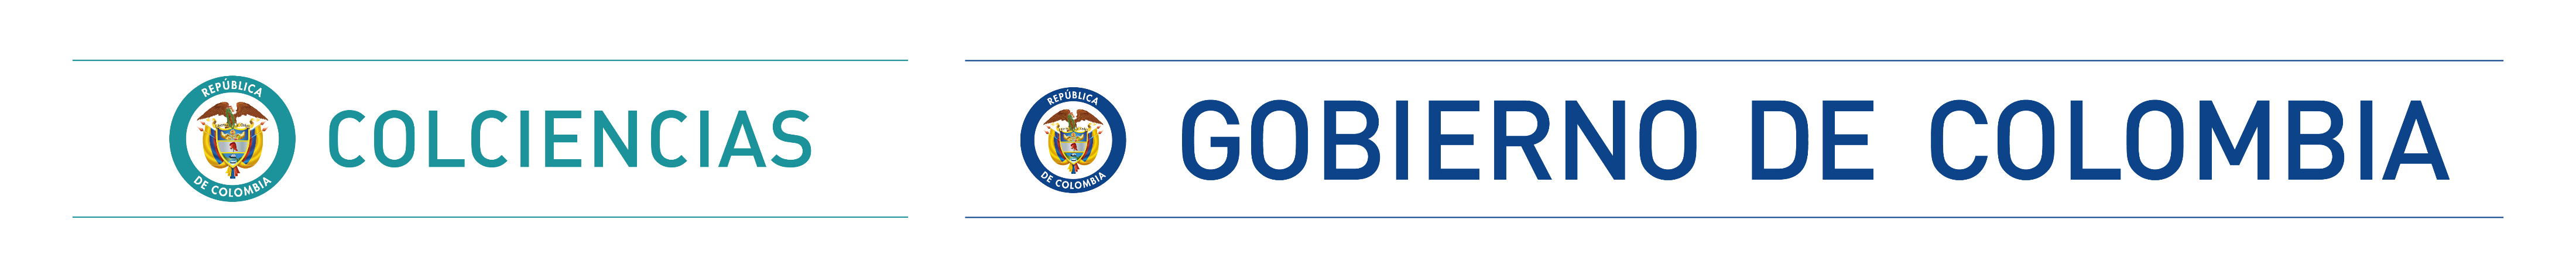 REPÚBLICA
DE COLOMBIA
COLCIENCIAS
REPÚBLICA
DE COLOMBIA
GOBIERNO DE COLOMBIA